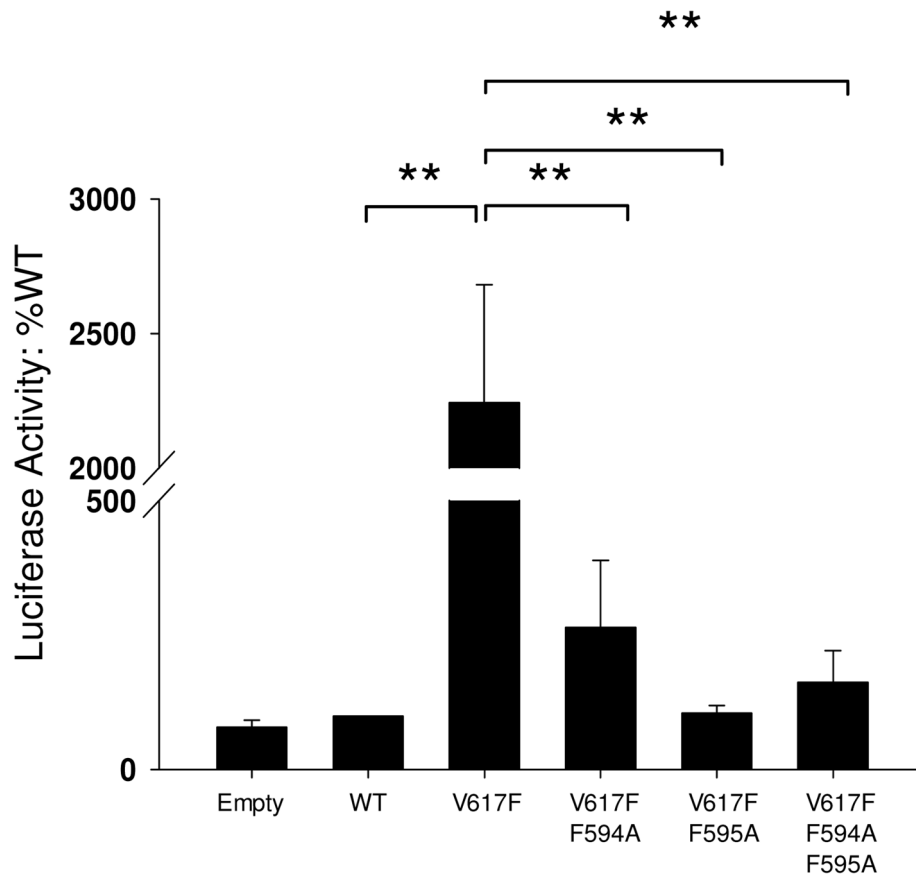 **
**
**
**
3000
2500
2000
500
0
Luciferase Activity: %WT
Empty
WT
V617F
V617F
F594A
V617F
F595A
V617F
F594A
F595A